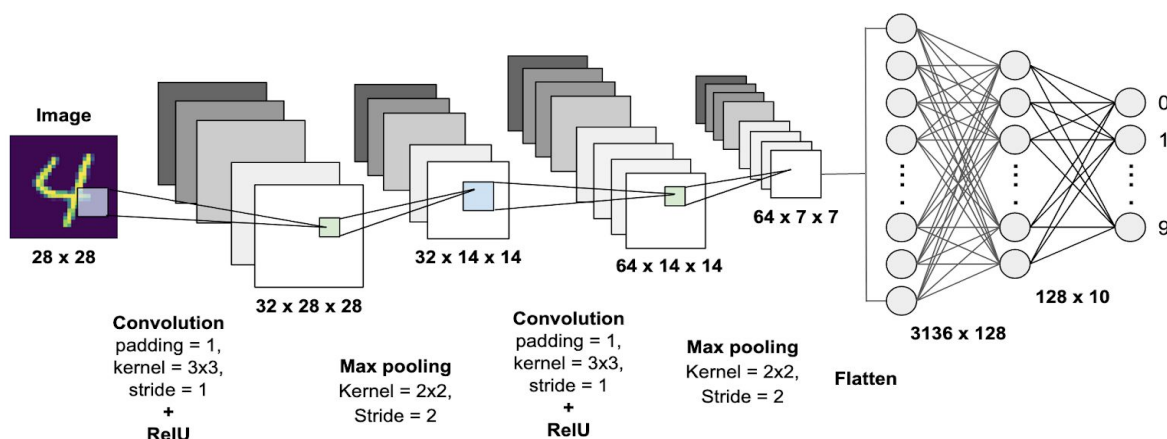 Image
28 x 28
32 x 28 x 28
Convolution
padding = 1,
kernel = 3x3,
stride = 1
+
RelU
32 x 14 x 14
Max pooling
Kernel = 2x2,
Stride = 2
64 x 14 x 14
Convolution
padding = 1,
kernel = 3x3,
stride = 1
+
RelU
64 x 7 x 7
Max pooling
Kernel = 2x2,
Stride = 2
Flatten
3136 x 128
128 x 10
0
1
9
4